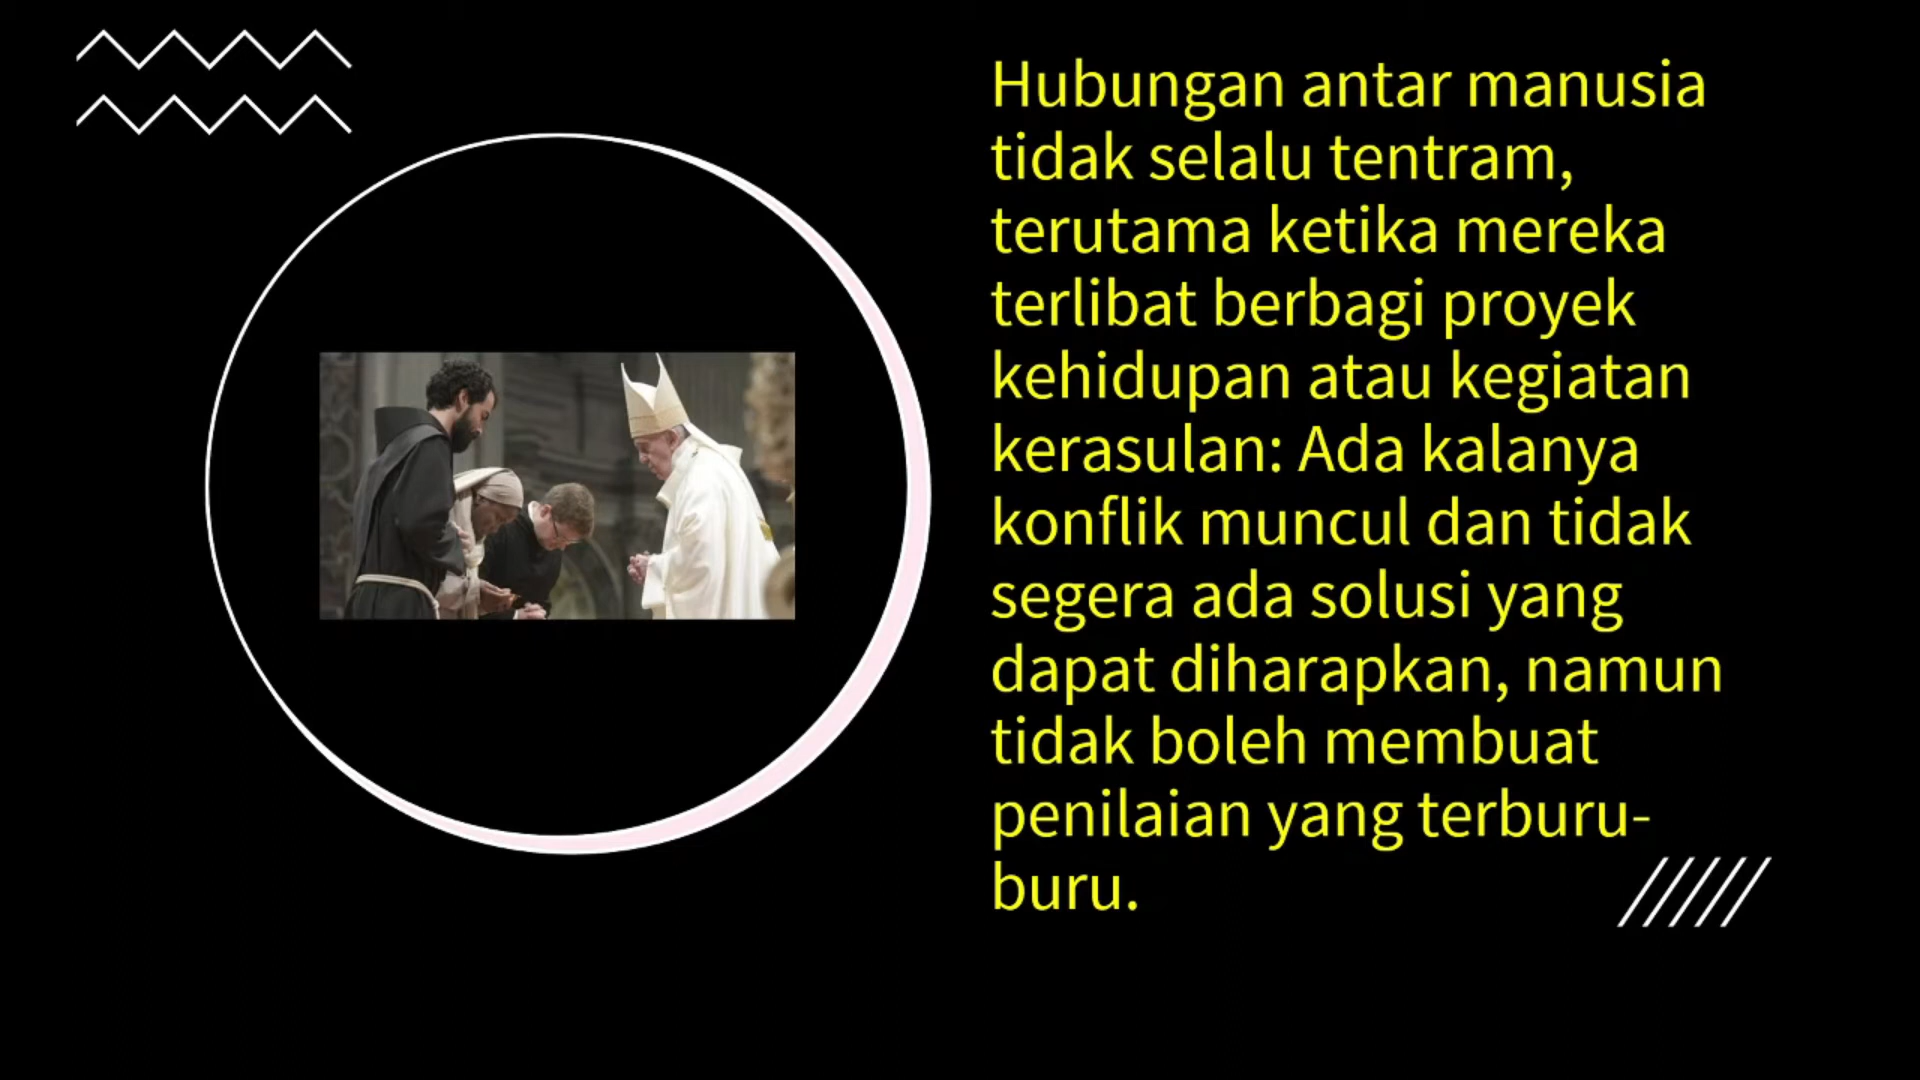 Hubungan antar manusia
tidak selalu tentram,
terutama ketika mereka
terlibat berbagi proyek
kehidupan atau kegiatan
kerasulan: Ada kalanya
konflik muncul dan tidak
segera ada solusi yang
dapat diharapkan, namun
tidak boleh membuat
penilaian yang terburu-
buru.